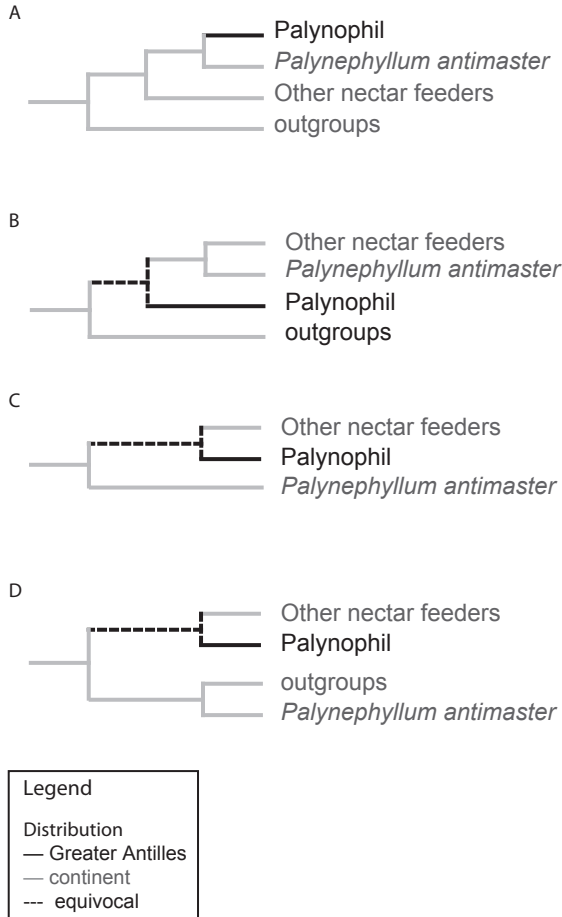 A
Palynophil
Palynephyllum antimaster
Other nectar feeders
outgroups
B
Other nectar feeders
Palynephyllum antimaster
Palynophil
outgroups
C
Other nectar feeders
Palynophil
Palynephyllum antimaster
D
Other nectar feeders
Palynophil
outgroups
Palynephyllum antimaster
Legend
Distribution
Greater Antilles
continent
equivocal